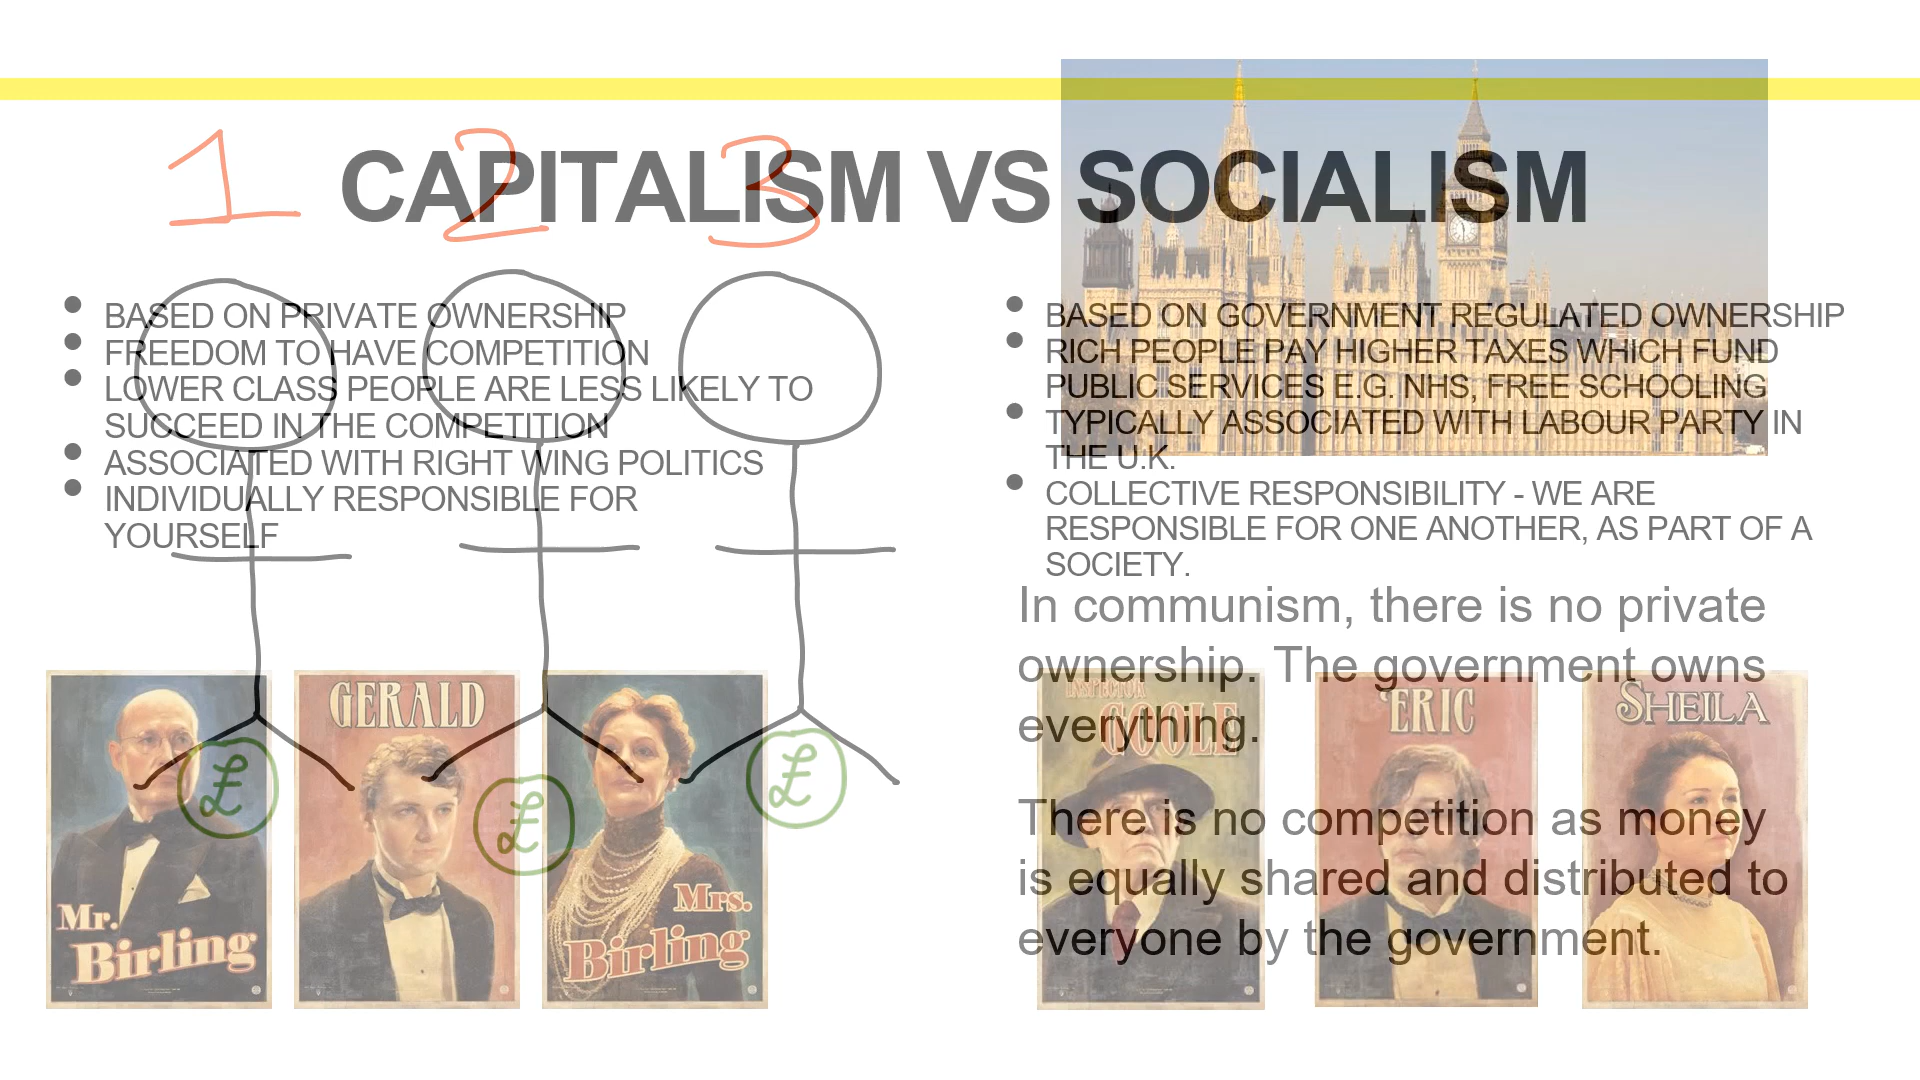 1 2 3
CAPITALISM VS SOCIALISM
BASED ON PRIVATE OWNERSHIP
FREEDOM TO HAVE COMPETITION
LOWER CLASS PEOPLE ARE LESS LIKELY TO
SUCCEED IN THE COMPETITION
ASSOCIATED WITH RIGHT WING POLITICS
INDIVIDUALLY RESPONSIBLE FOR
YOURSELF
BASED ON GOVERNMENT REGULATED OWNERSHIP
RICH PEOPLE PAY HIGHER TAXES WHICH FUND
PUBLIC SERVICES E.G. NHS, FREE SCHOOLING
TYPICALLY ASSOCIATED WITH LABOUR PARTY IN
THE U.K.
COLLECTIVE RESPONSIBILITY - WE ARE
RESPONSIBLE FOR ONE ANOTHER, AS PART OF A
SOCIETY.
In communism, there is no private
ownership. The government owns
everything.
There is no competition as money
is equally shared and distributed to
everyone by the government.
£ £ £
Mr.
Birling
GERALD
Mrs.
Birling
INSPECTOR
GOOLE
ERIC
SHEILA